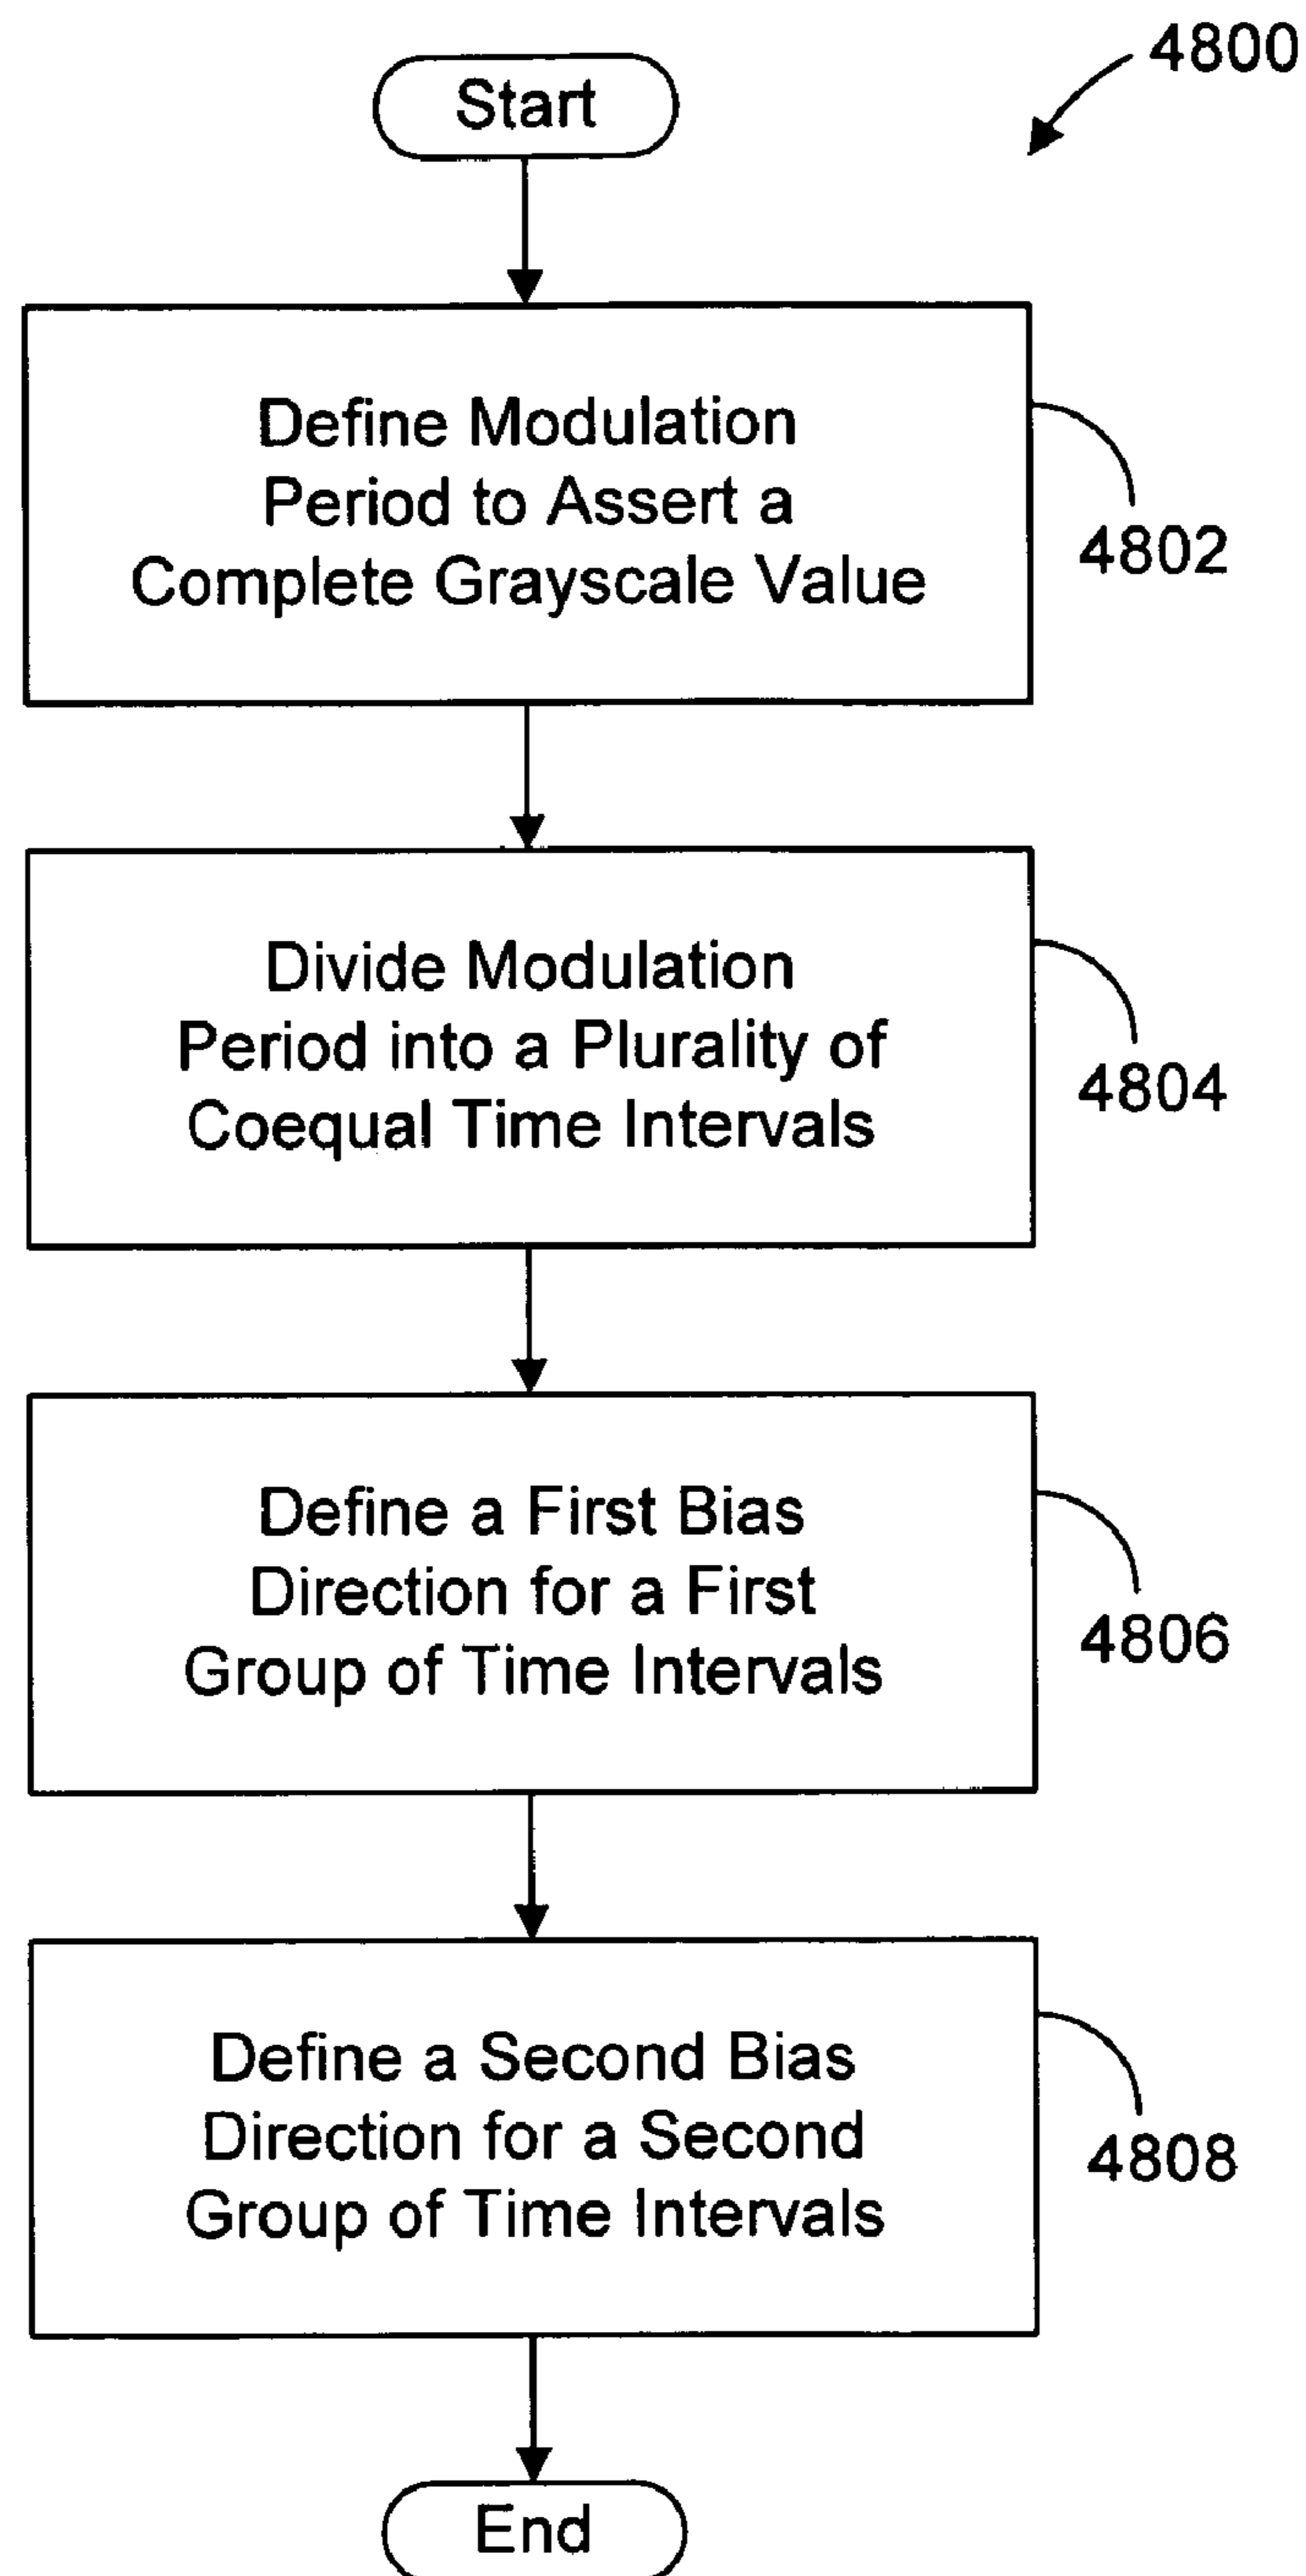 4800
Start
Define Modulation
Period to Assert a
Complete Grayscale Value
4802
Divide Modulation
Period into a Plurality of
Coequal Time Intervals
4804
Define a First Bias
Direction for a First
Group of Time Intervals
4806
Define a Second Bias
Direction for a Second
Group of Time Intervals
4808
End